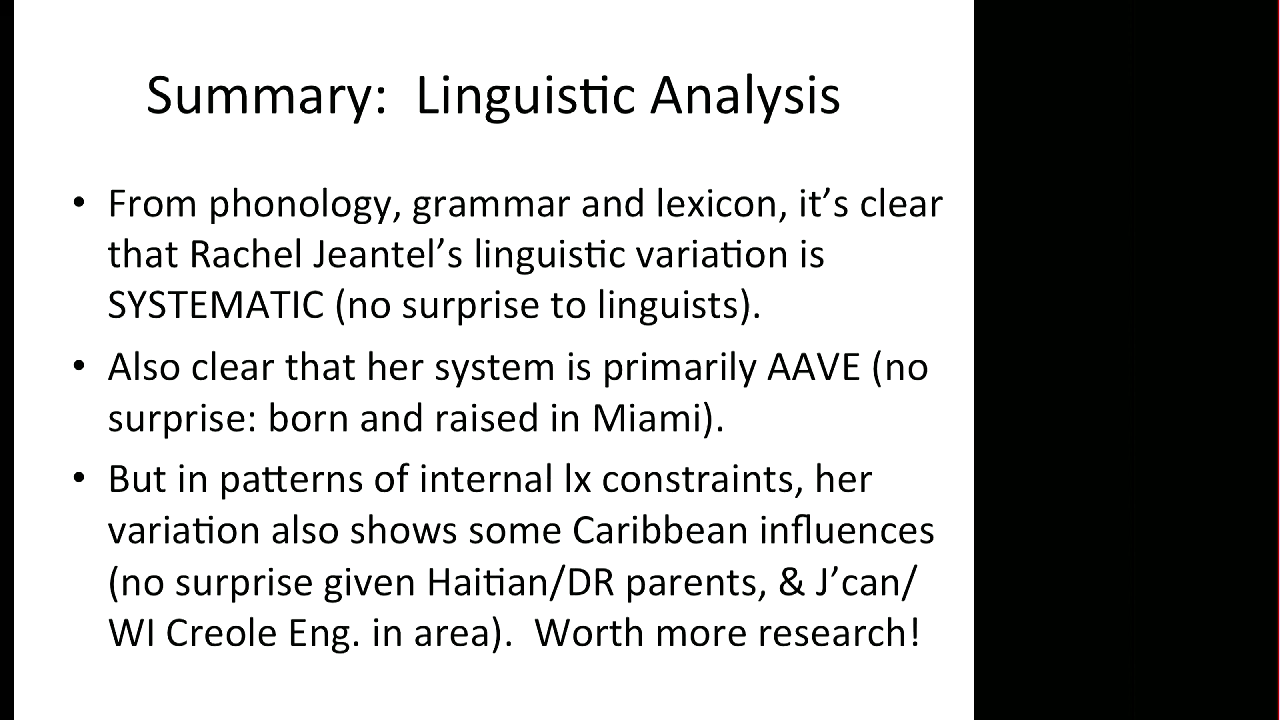 Summary:  Linguistic Analysis
• From phonology, grammar and lexicon, it’s clear
that Rachel Jeantel’s linguistic variation is
SYSTEMATIC (no surprise to linguists).
• Also clear that her system is primarily AAVE (no
surprise: born and raised in Miami).
• But in patterns of internal lx constraints, her
variation also shows some Caribbean influences
(no surprise given Haitian/DR parents, & J’can/
WI Creole Eng. in area).  Worth more research!